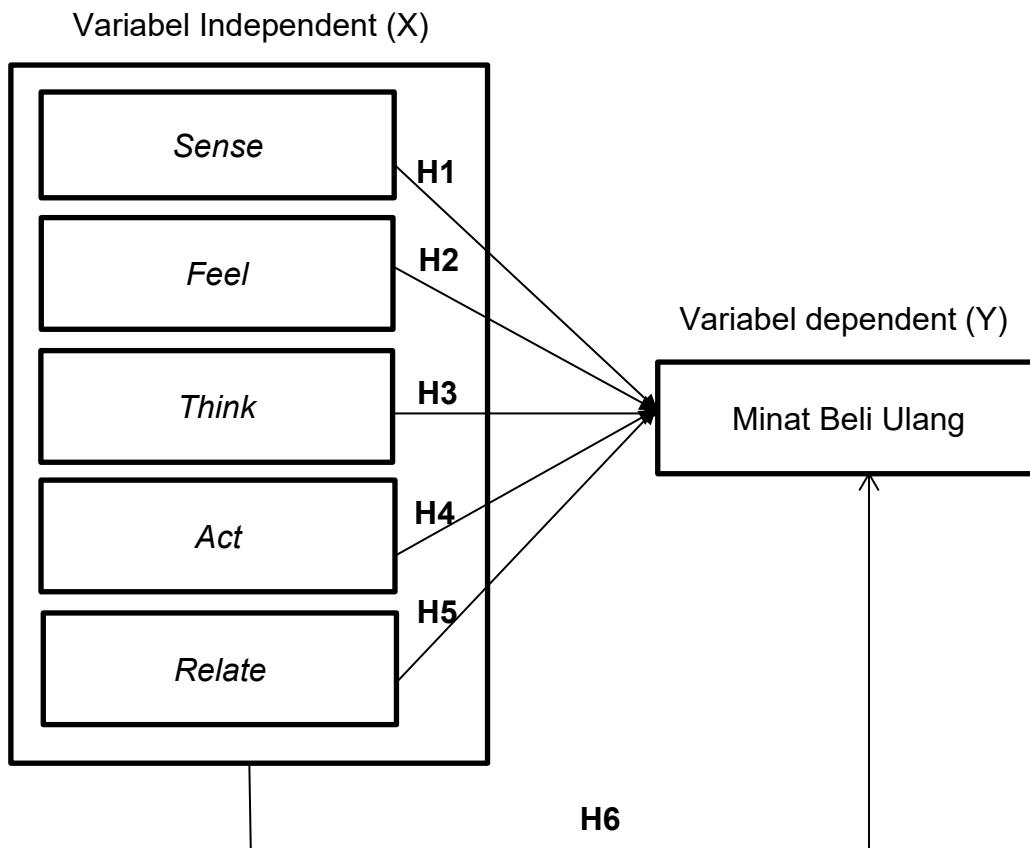 Variabel Independent (X)
Sense
H1
Feel
H2
Variabel dependent (Y)
Think
H3
Minat Beli Ulang
Act
H4
Relate
H5
H6